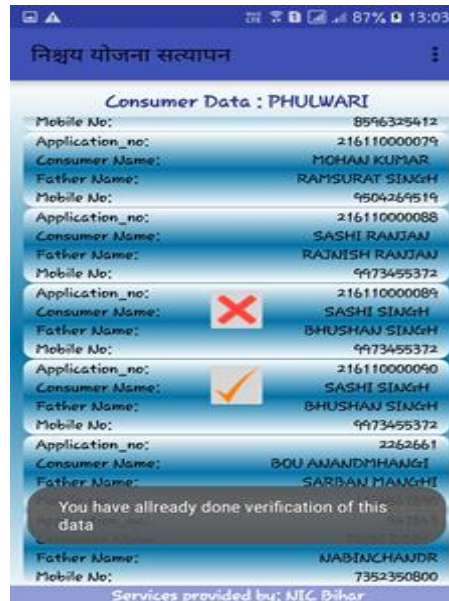 87% 13:03
निश्चय योजना सत्यापन
Consumer Data : PHULWARI
Mobile No: 8596325412
Application_no: 216110000079
Consumer Name: MOHAN KUMAR
Father Name: RAMSURAT SINGH
Mobile No: 9504269519
Application_no: 216110000088
Consumer Name: SASHI RANJAN
Father Name: RAJNISH RANJAN
Mobile No: 9973455372
Application_no: 216110000089
Consumer Name: SASHI SINGH
Father Name: BHUSHAN SINGH
Mobile No: 9973455372
Application_no: 216110000090
Consumer Name: SASHI SINGH
Father Name: BHUSHAN SINGH
Mobile No: 9973455372
Application_no: 2262661
Consumer Name: BOU ANANDMHANGI
Father Name: SARBAN MANGHI
You have allready done verification of this
data
Father Name: NABINCHANDR
Mobile No: 7352350800
Services provided by: NIC Bihar